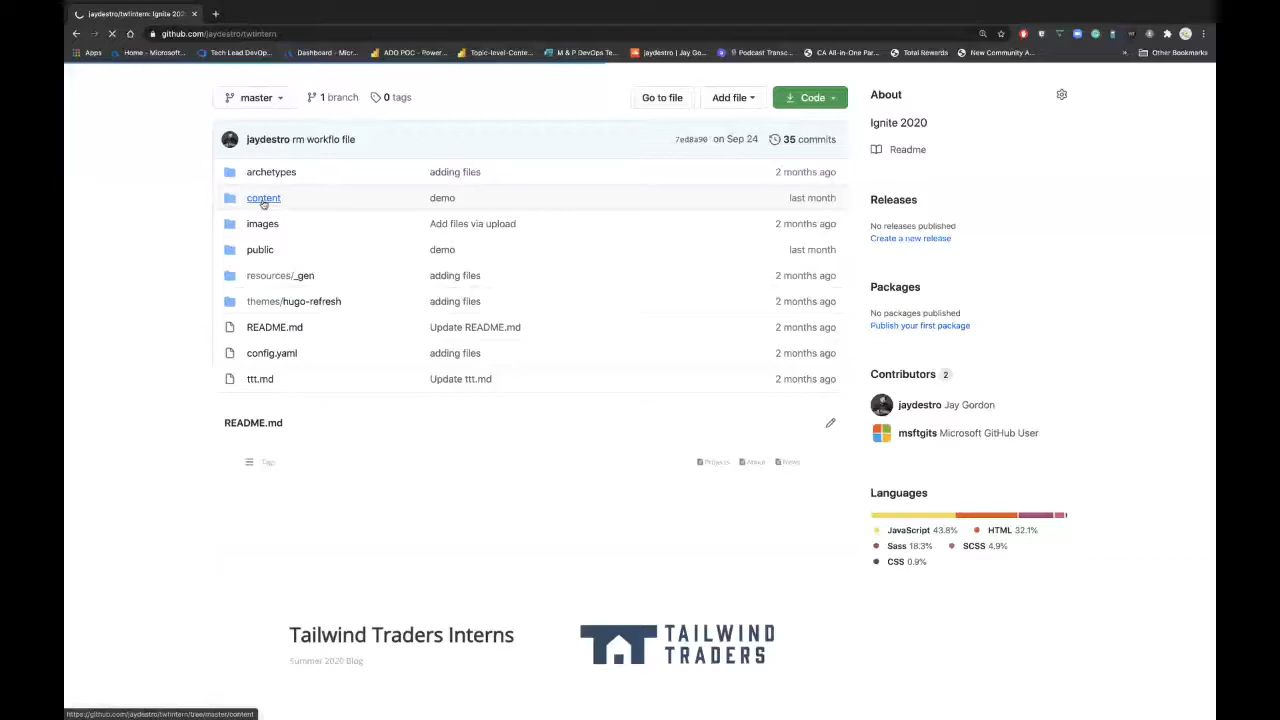 jaydestro/twtintern: Ignite 202
github.com/jaydestro/twtintern
Apps Home - Microsoft... Tech Lead DevOp... Dashboard - Micr... ADO POC - Power... Topic-level-Conte... M & P DevOps Te... jaydestro | Jay Go... Podcast Transc... CA All-in-One Par... Total Rewards New Community A... » Other Bookmarks
master 1 branch 0 tags Go to file Add file Code
jaydestro rm workflo file 7ed8a90 on Sep 24 35 commits
archetypes adding files 2 months ago
content demo last month
images Add files via upload 2 months ago
public demo last month
resources/_gen adding files 2 months ago
themes/hugo-refresh adding files 2 months ago
README.md Update README.md 2 months ago
config.yaml adding files 2 months ago
ttt.md Update ttt.md 2 months ago
README.md
Tags Projects About News
Tailwind Traders Interns
Summer 2020 Blog
TAILWIND
TRADERS
About
Ignite 2020
Readme
Releases
No releases published
Create a new release
Packages
No packages published
Publish your first package
Contributors 2
jaydestro Jay Gordon
msftgits Microsoft GitHub User
Languages
JavaScript 43.8% HTML 32.1%
Sass 18.3% SCSS 4.9%
CSS 0.9%
https://github.com/jaydestro/twtintern/tree/master/content